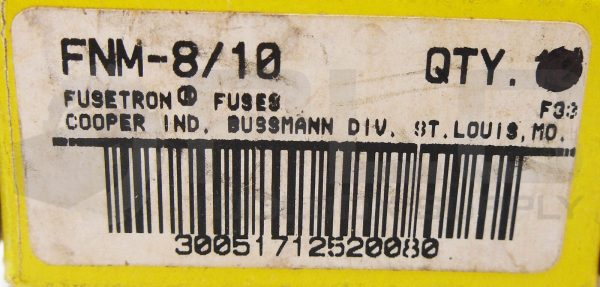 FNM-8/10 QTY.
FUSETRON® FUSES F33
COOPER IND. BUSSMANN DIV. ST.LOUIS,MO.
30051712520080